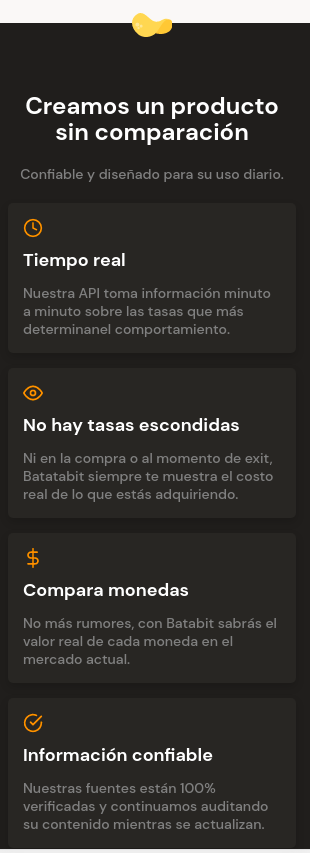 Creamos un producto
sin comparación
Confiable y diseñado para su uso diario.
Tiempo real
Nuestra API toma información minuto
a minuto sobre las tasas que más
determinanel comportamiento.
No hay tasas escondidas
Ni en la compra o al momento de exit,
Batatabit siempre te muestra el costo
real de lo que estás adquiriendo.
Compara monedas
No más rumores, con Batabit sabrás el
valor real de cada moneda en el
mercado actual.
Información confiable
Nuestras fuentes están 100%
verificadas y continuamos auditando
su contenido mientras se actualizan.